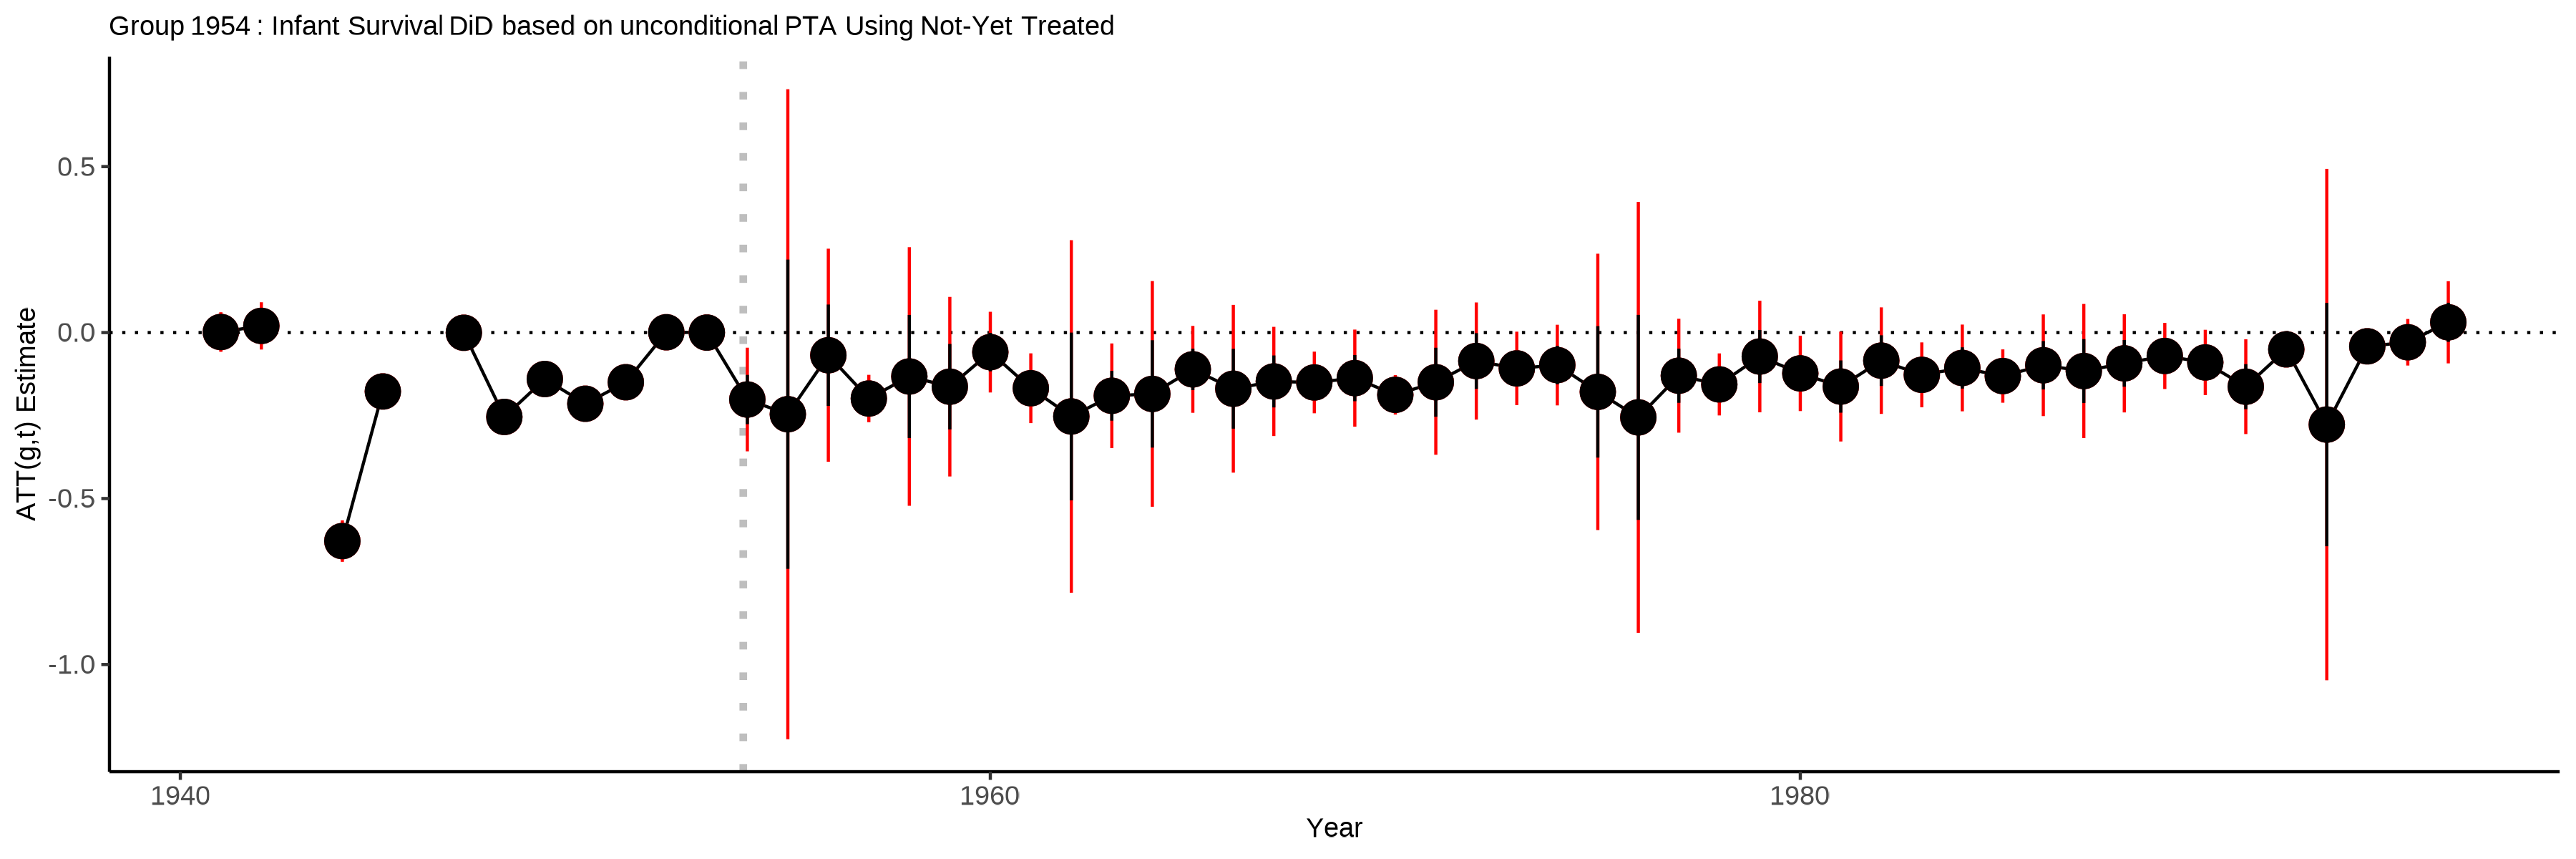 Group 1954 : Infant Survival DiD based on unconditional PTA Using Not-Yet Treated
ATT(g,t) Estimate
0.5
0.0
-0.5
-1.0
1940
1960
1980
Year